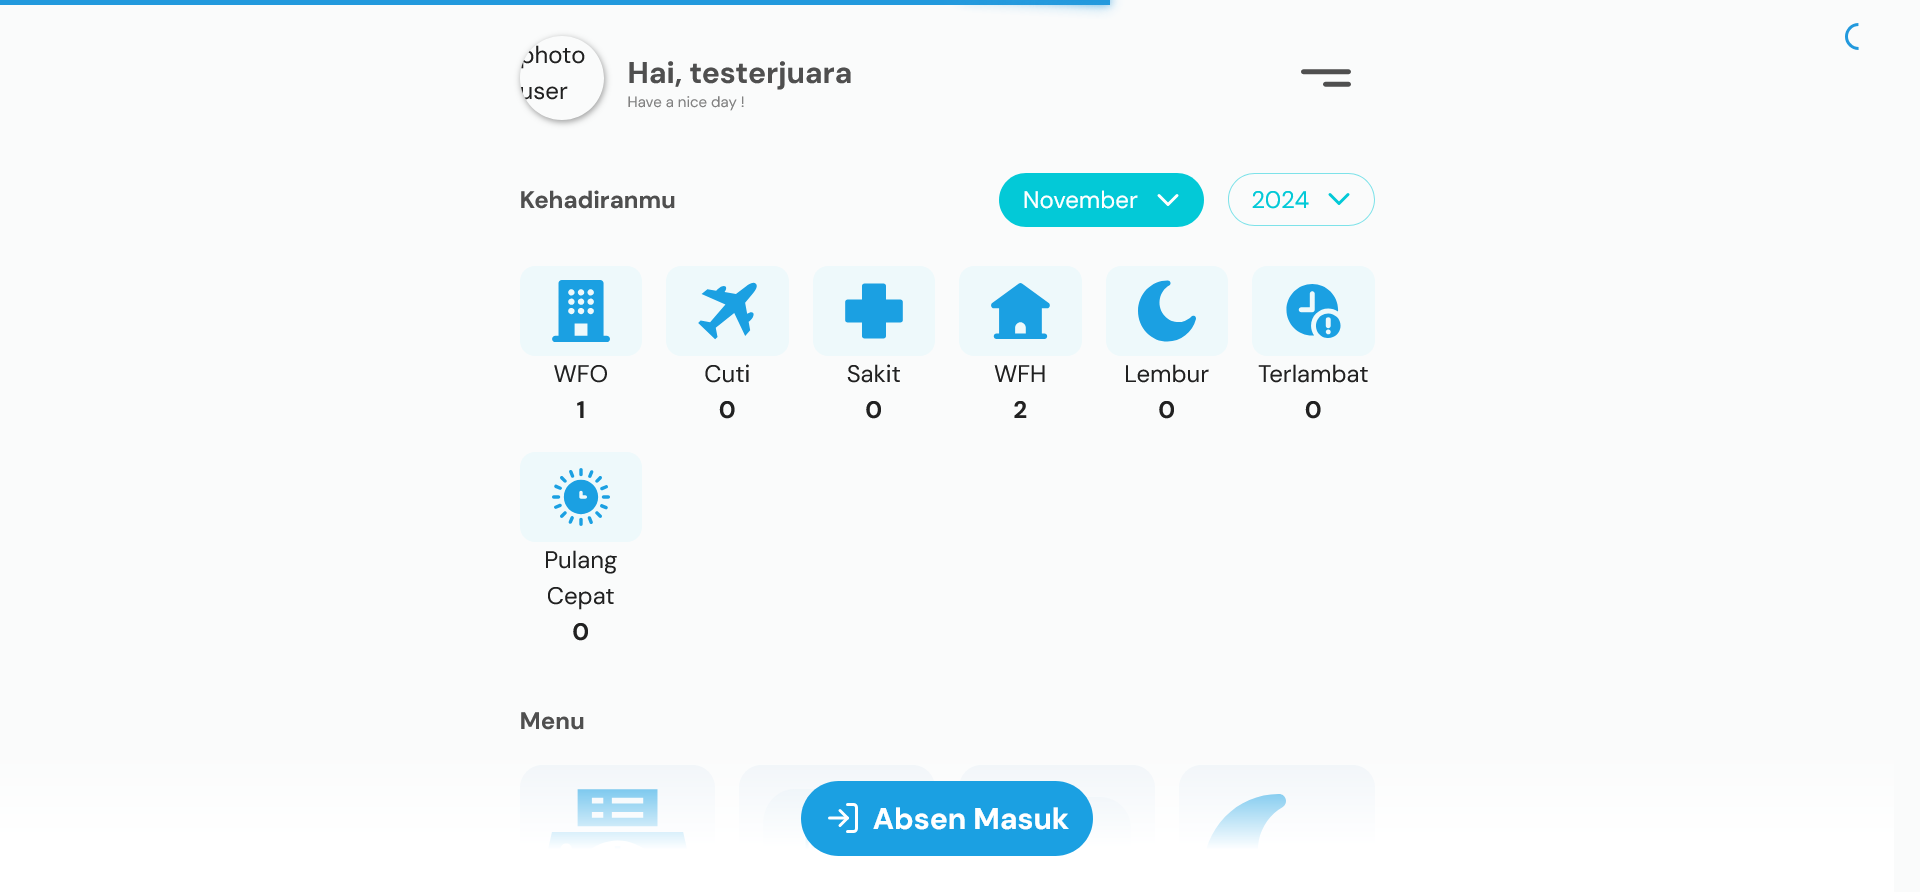 photo
user
Hai, testerjuara
Have a nice day !
Kehadiranmu
November
2024
WFO
1
Cuti
0
Sakit
0
WFH
2
Lembur
0
Terlambat
0
Pulang
Cepat
0
Menu
Absen Masuk